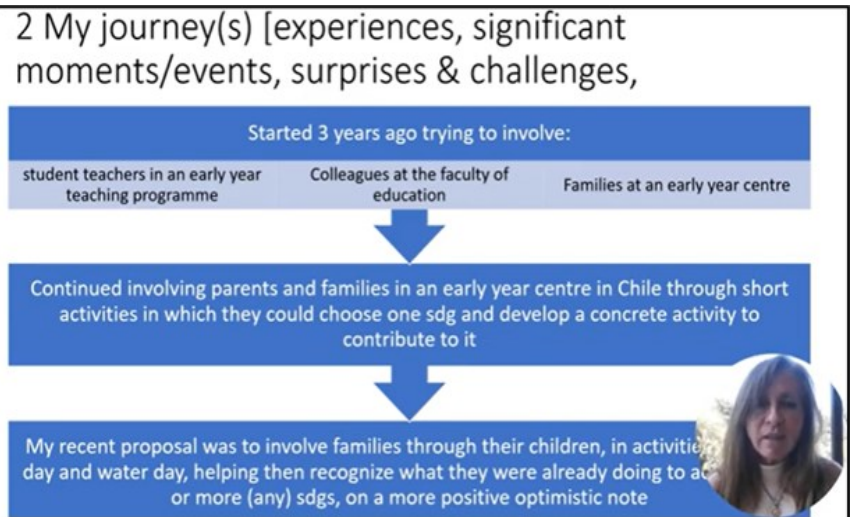 2 My journey(s) [experiences, significant
moments/events, surprises & challenges,
Started 3 years ago trying to involve:
student teachers in an early year
teaching programme
Colleagues at the faculty of
education
Families at an early year centre
Continued involving parents and families in an early year centre in Chile through short
activities in which they could choose one sdg and develop a concrete activity to
contribute to it
My recent proposal was to involve families through their children, in
day and water day, helping then recognize what they were already doing to
or more (any) sdgs, on a more positive optimistic note